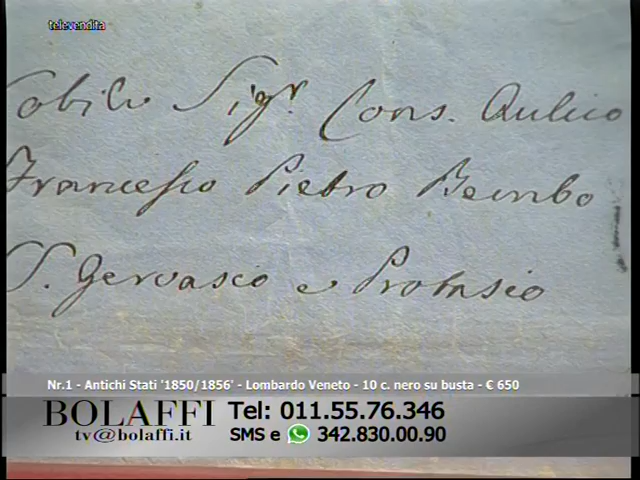 televendita
Nobile Sigr. Cons. Aulico
Francesco Pietro Bembo
S. Gervasio e Protasio
Nr.1 - Antichi Stati '1850/1856' - Lombardo Veneto - 10 c. nero su busta - € 650
BOLAFFI
tv@bolaffi.it
Tel: 011.55.76.346
SMS e 342.830.00.90